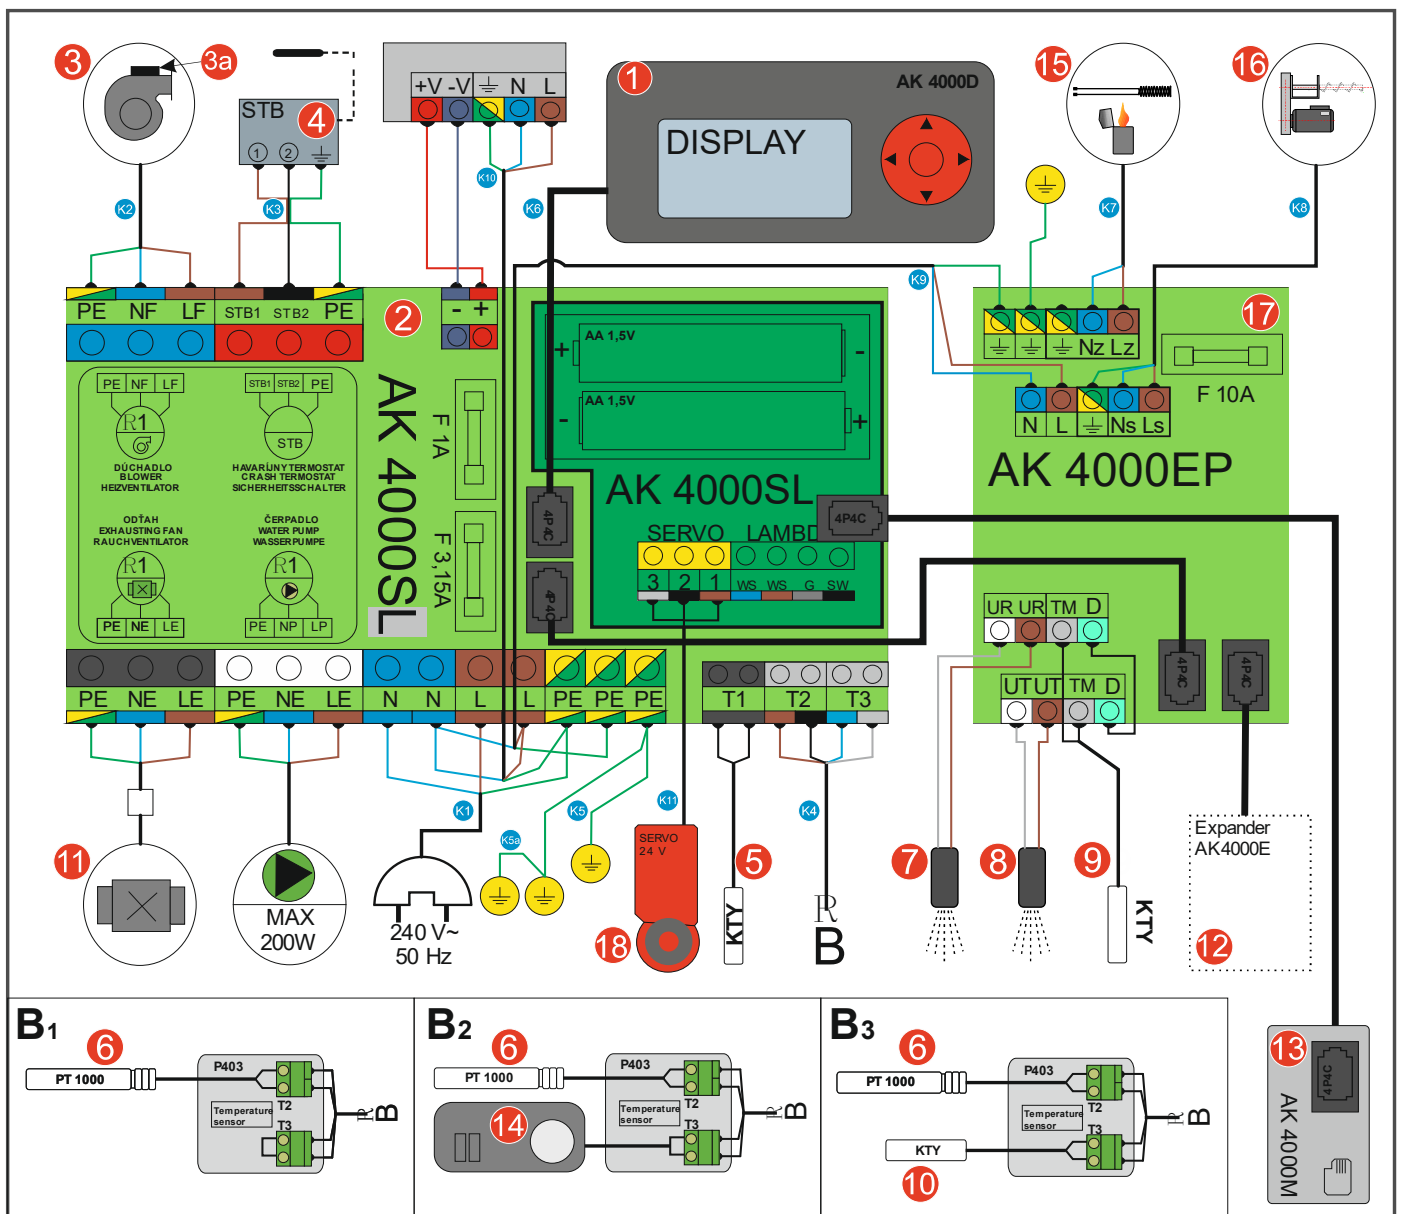 3
3a
STB
4
1
2
+V -V N L
1
AK 4000D
DISPLAY
15
16
K2
K3
K10
K6
K7
K8
K9
PE NF LF
STB1 STB2 PE
2
- +
AK 4000SL
F 1A
F 3,15A
PE NF LF
R1
DÚCHADLO
BLOWER
HEIZVENTILATOR
STB1 STB2 PE
STB
HAVARIJNY TERMOSTAT
CRASH TERMOSTAT
SICHERHEITSSCHALTER
ODŤAH
EXHAUSTING FAN
RAUCHVENTILATOR
R1
PE NE LE
ČERPADLO
WATER PUMP
WASSERPUMPE
R1
PE NP LP
AA 1,5V
+ -
AA 1,5V
- +
AK 4000SL
4P4C
4P4C
4P4C
SERVO LAMBD
3 2 1 WS WS G SW
Nz Lz
17
F 10A
N L Ns Ls
AK 4000EP
UR UR TM D
UT UT TM D
4P4C
4P4C
PE NE LE
PE NE LE
N N L L PE PE PE
T1 T2 T3
K1
K5a
K5
K11
K4
11
MAX
200W
240 V~
50 Hz
SERVO
24 V
18
5
KTY
R
B
7
8
9
KTY
Expander
AK4000E
12
B1
6
PT 1000
P403
T2
Temperature
sensor
T3
R
B
B2
6
PT 1000
P403
T2
Temperature
sensor
T3
14
R
B
B3
6
PT 1000
P403
T2
Temperature
sensor
T3
KTY
10
R
B
13
4P4C
AK 4000M